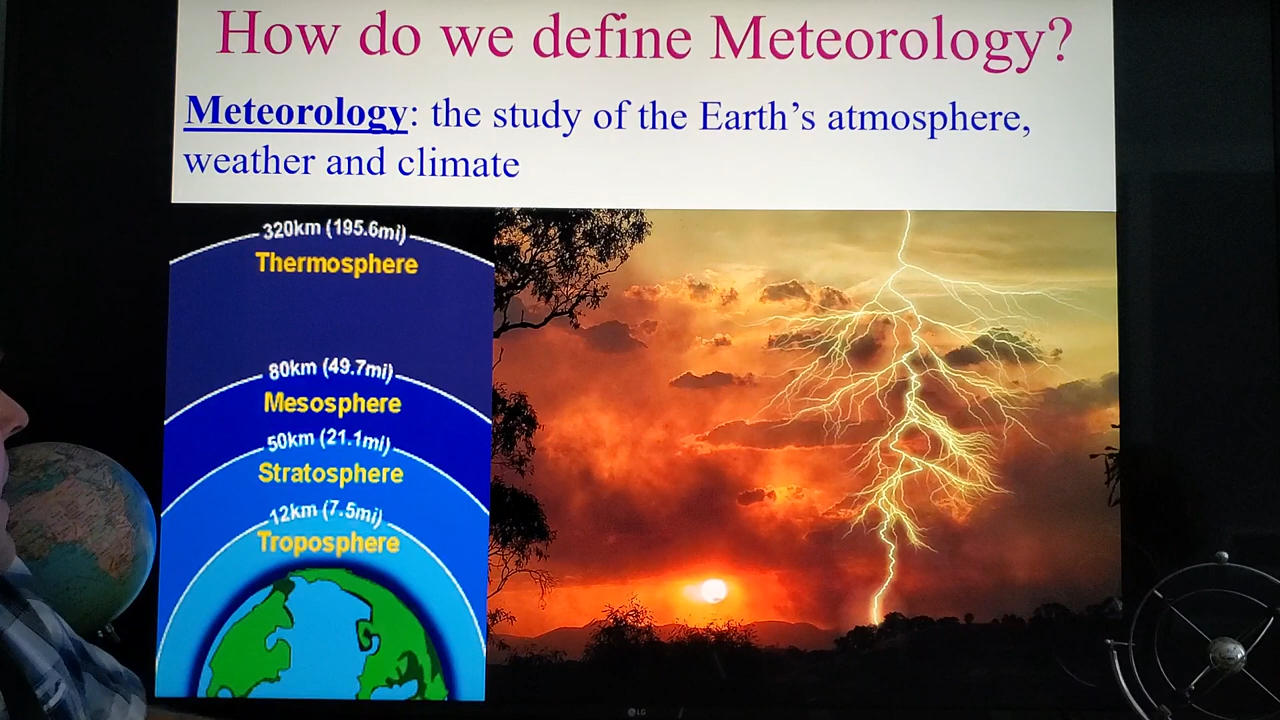 How do we define Meteorology?
Meteorology: the study of the Earth’s atmosphere,
weather and climate
320km (195.6mi)
Thermosphere
80km (49.7mi)
Mesosphere
50km (21.1mi)
Stratosphere
12km (7.5mi)
Troposphere
LG